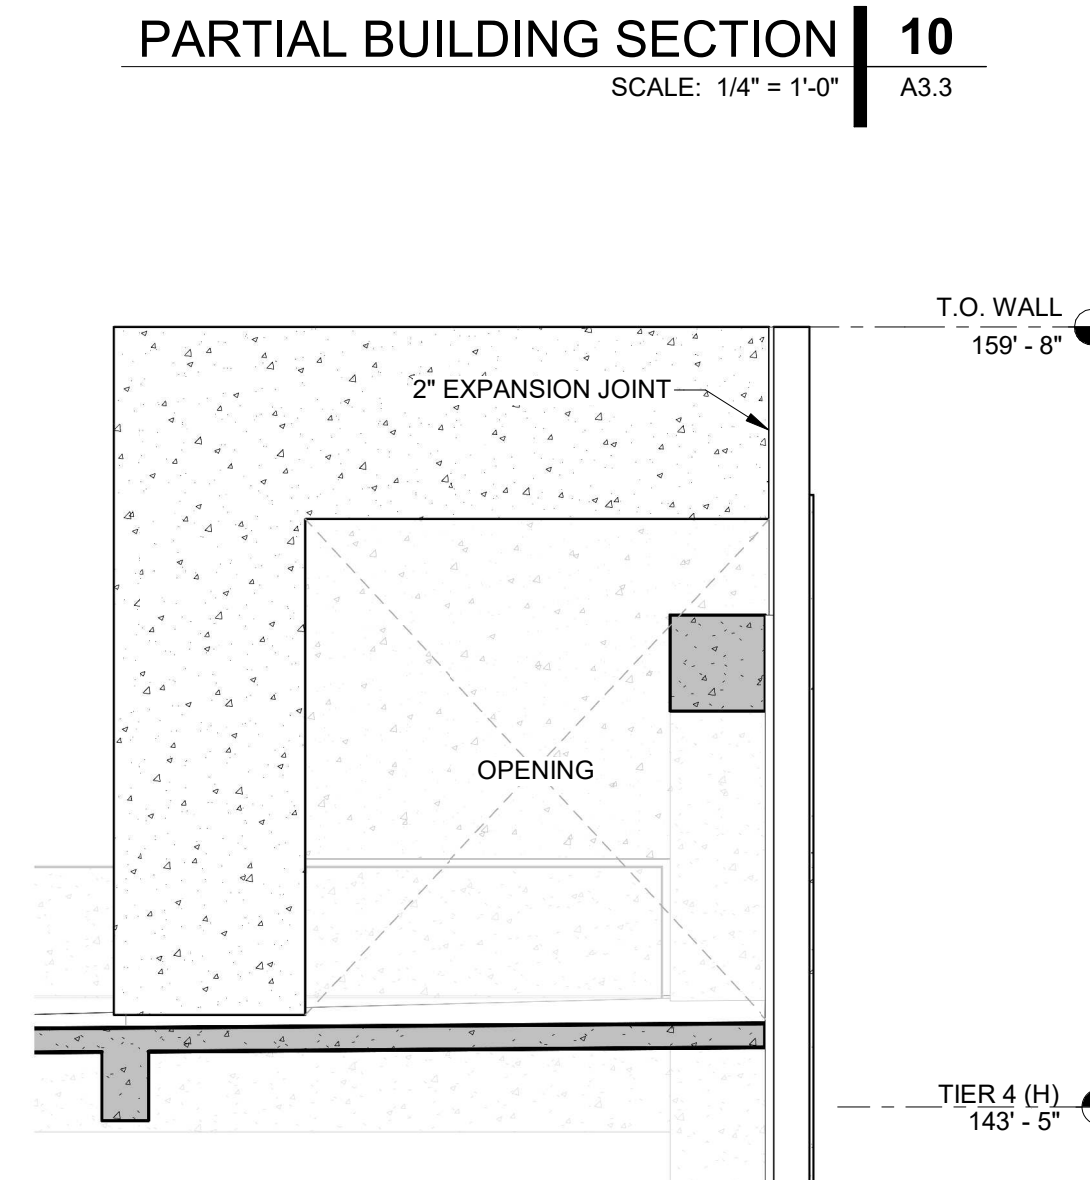 PARTIAL BUILDING SECTION
10
SCALE: 1/4" = 1'-0"
A3.3
T.O. WALL
159' - 8"
2" EXPANSION JOINT
OPENING
TIER 4 (H)
143' - 5"